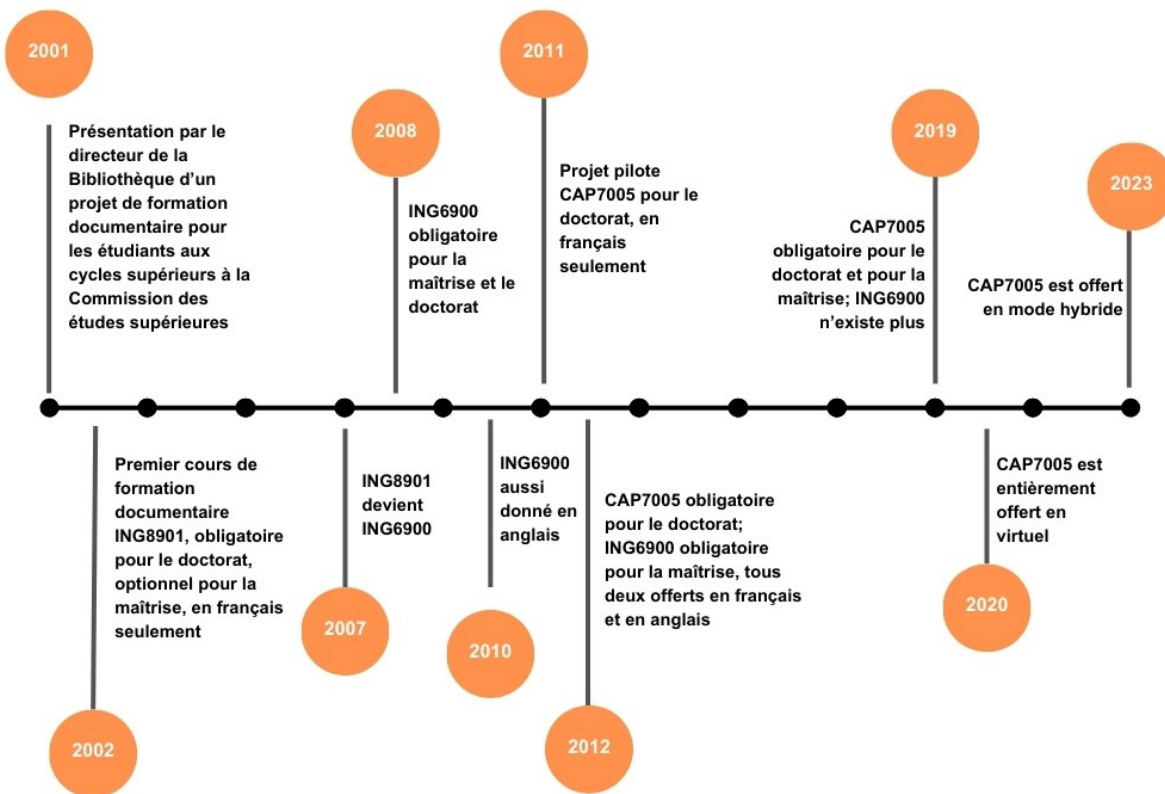 2001
Présentation par le
directeur de la
Bibliothèque d’un
projet de formation
documentaire pour
les étudiants aux
cycles supérieurs à la
Commission des
études supérieures
2002
Premier cours de
formation
documentaire
ING8901, obligatoire
pour le doctorat,
optionnel pour la
maîtrise, en français
seulement
2007
ING8901
devient
ING6900
2008
ING6900
obligatoire
pour la
maîtrise et le
doctorat
2010
ING6900
aussi
donné en
anglais
2011
Projet pilote
CAP7005 pour le
doctorat, en
français
seulement
2012
CAP7005 obligatoire
pour le doctorat;
ING6900 obligatoire
pour la maîtrise, tous
deux offerts en français
et en anglais
2019
CAP7005
obligatoire pour le
doctorat et pour la
maîtrise; ING6900
n’existe plus
2020
CAP7005 est
entièrement
offert en
virtuel
2023
CAP7005 est offert
en mode hybride